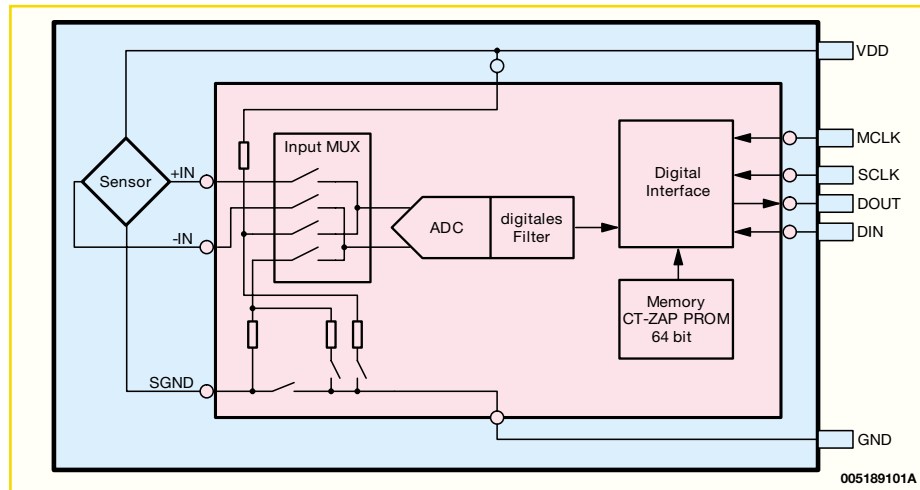 VDD
MCLK
SCLK
DOUT
DIN
Input MUX
+IN
Sensor
-IN
ADC
digitales
Filter
Digital
Interface
Memory
CT-ZAP PROM
64 bit
SGND
GND
005189101A